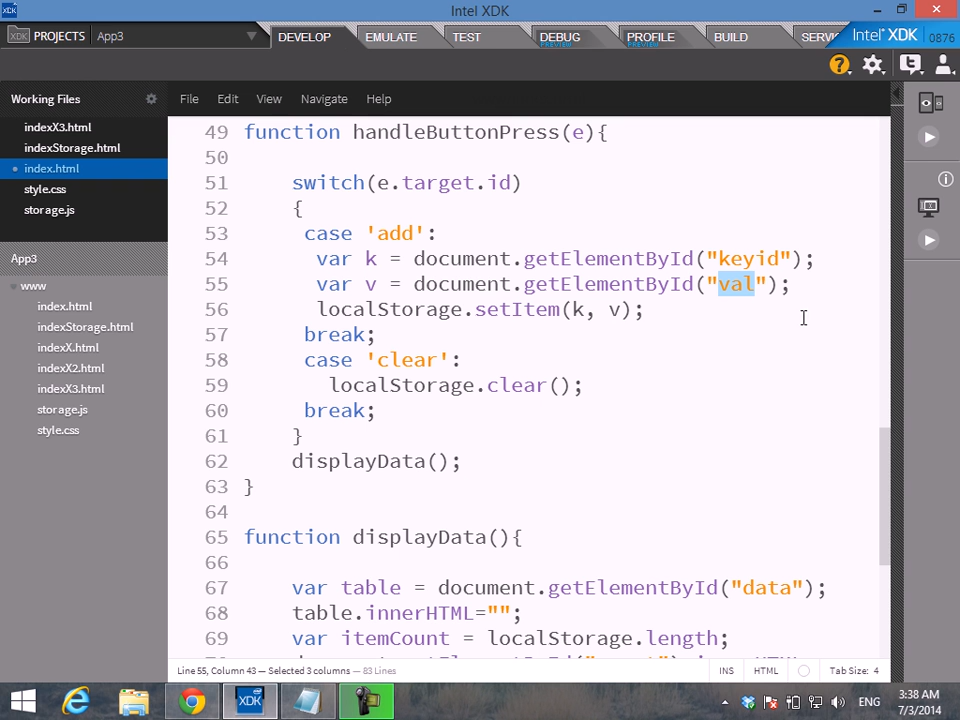 XDK
Intel XDK
PROJECTS
App3
DEVELOP
EMULATE
TEST
DEBUG
PREVIEW
PROFILE
PREVIEW
BUILD
Intel XDK
0876
?
Working Files
File
Edit
View
Navigate
Help
indexX3.html
indexStorage.html
index.html
style.css
storage.js
App3
www
index.html
indexStorage.html
indexX.html
indexX2.html
indexX3.html
storage.js
style.css
49 function handleButtonPress(e){
50
51 switch(e.target.id)
52 {
53 case 'add':
54 var k = document.getElementById("keyid");
55 var v = document.getElementById("val");
56 localStorage.setItem(k, v);
57 break;
58 case 'clear':
59 localStorage.clear();
60 break;
61 }
62 displayData();
63 }
64
65 function displayData(){
66
67 var table = document.getElementById("data");
68 table.innerHTML="";
69 var itemCount = localStorage.length;
Line 55, Column 43 — Selected 3 columns — 83 Lines
INS
HTML
Tab Size: 4
XDK
ENG
3:38 AM
7/3/2014